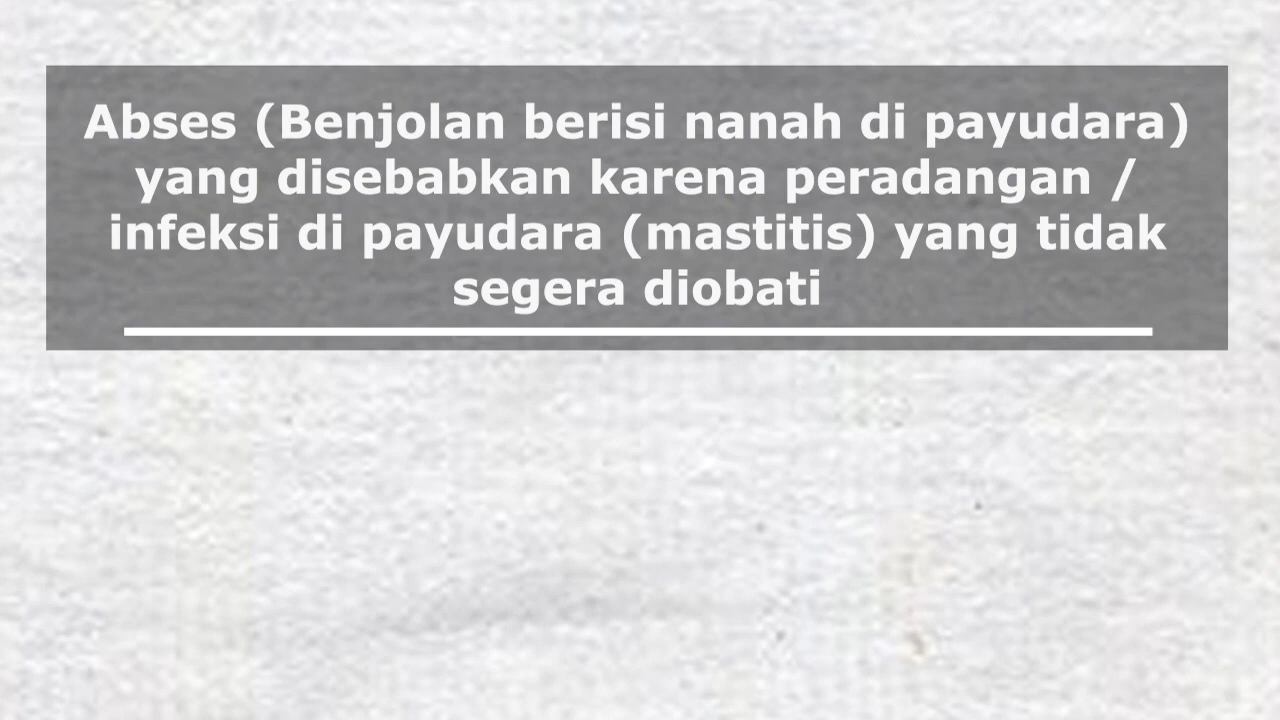 Abses (Benjolan berisi nanah di payudara)
yang disebabkan karena peradangan /
infeksi di payudara (mastitis) yang tidak
segera diobati